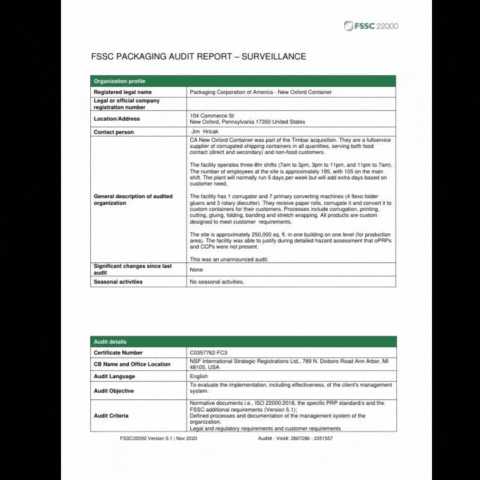 FSSC 22000
FSSC PACKAGING AUDIT REPORT – SURVEILLANCE
Organization profile
Registered legal name
Packaging Corporation of America - New Oxford Container
Legal or official company
registration number
Location/Address
104 Commerce St
New Oxford, Pennsylvania 17350 United States
Contact person
Jim Hricak
General description of audited
organization
CA New Oxford Container was part of the Timbar acquisition. They are a fullservice
supplier of corrugated shipping containers in all quantities, serving both food
contact (direct and secondary) and non-food customers.
The facility operates three-8hr shifts (7am to 3pm, 3pm to 11pm, and 11pm to 7am).
The number of employees at the site is approximately 195, with 105 on the main
shift. The plant will normally run 5 days per week but will add extra days based on
customer need.
The facility has 1 corrugator and 7 primary converting machines (4 flexo folder
gluers and 3 rotary diecutter). They receive paper rolls, corrugate it and convert it to
custom containers for their customers. Processes include corrugation, printing,
cutting, gluing, folding, banding and stretch wrapping. All products are custom
designed to meet customer requirements.
The site is approximately 250,000 sq. ft. in one building on one level (for production
area). The facility was able to justify during detailed hazard assessment that oPRPs
and CCPs were not present.
This was an unannounced audit.
Significant changes since last
audit
None
Seasonal activities
No seasonal activities.
Audit details
Certificate Number
C0357762-FC3
CB Name and Office Location
NSF International Strategic Registrations Ltd., 789 N. Dixboro Road Ann Arbor, MI
48105, USA
Audit Language
English
Audit Objective
To evaluate the implementation, including effectiveness, of the client's management
system.
Audit Criteria
Normative documents i.e., ISO 22000:2018, the specific PRP standard/s and the
FSSC additional requirements (Version 5.1);
Defined processes and documentation of the management system of the
organization;
Legal and regulatory requirements and customer requirements
FSSC22000 Version 5.1 | Nov 2020
Audit# - Visit#: 2887286 - 2351557